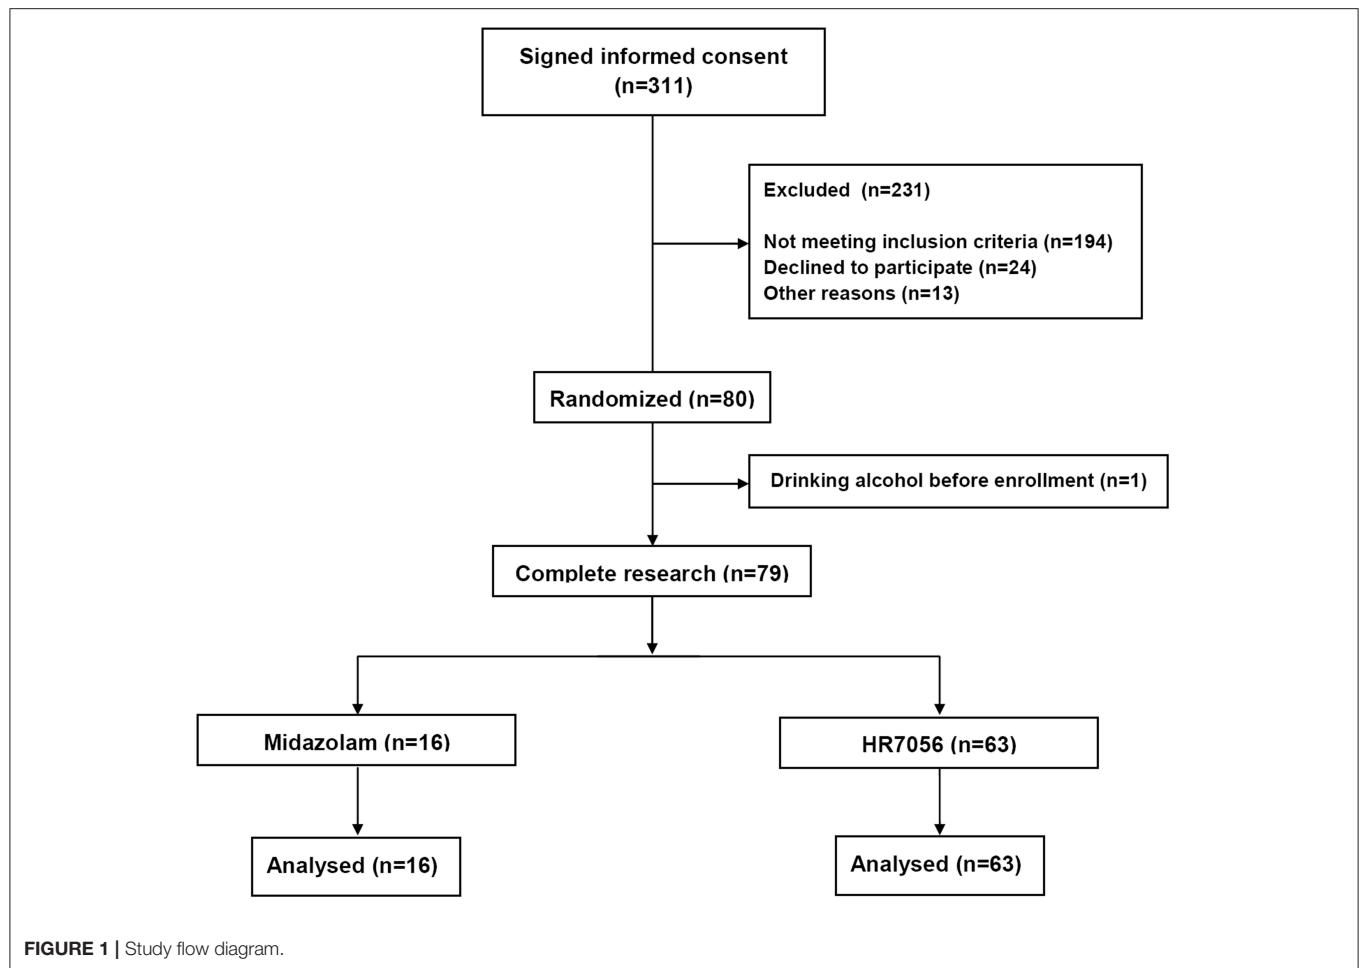 Signed informed consent
(n=311)
Excluded (n=231)
Not meeting inclusion criteria (n=194)
Declined to participate (n=24)
Other reasons (n=13)
Randomized (n=80)
Drinking alcohol before enrollment (n=1)
Complete research (n=79)
Midazolam (n=16)
HR7056 (n=63)
Analysed (n=16)
Analysed (n=63)
FIGURE 1 | Study flow diagram.